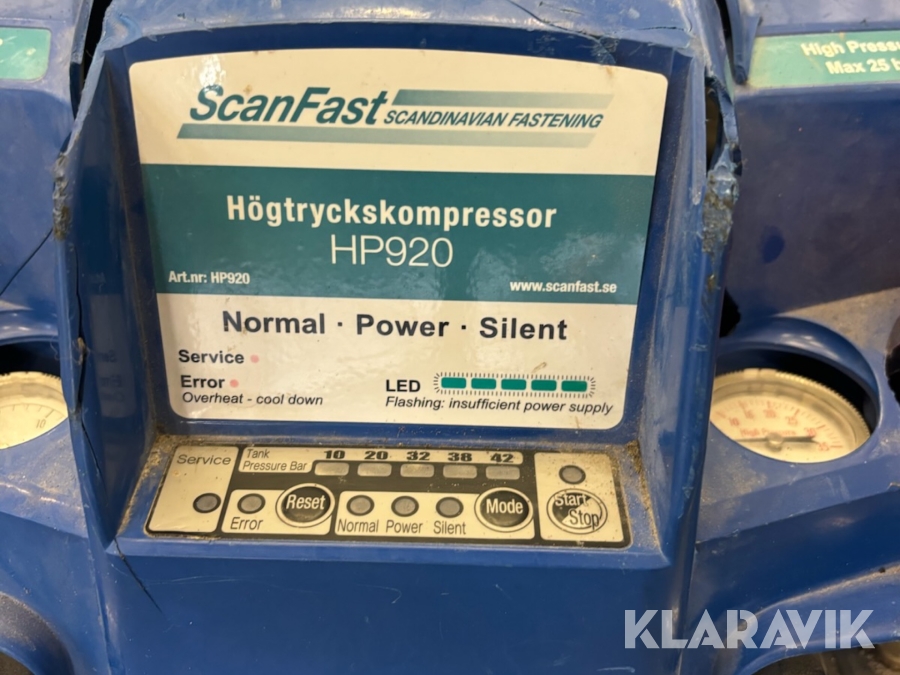 ScanFast SCANDINAVIAN FASTENING
High Pressu
Max 25 b
Högtryckskompressor
HP920
Art.nr: HP920
www.scanfast.se
Normal · Power · Silent
Service
Error
Overheat - cool down
LED
Flashing: insufficient power supply
Service
Tank
Pressure Bar
10 20 32 38 42
Error
Reset
Normal Power Silent
Mode
Start
Stop
10
KLARAVIK